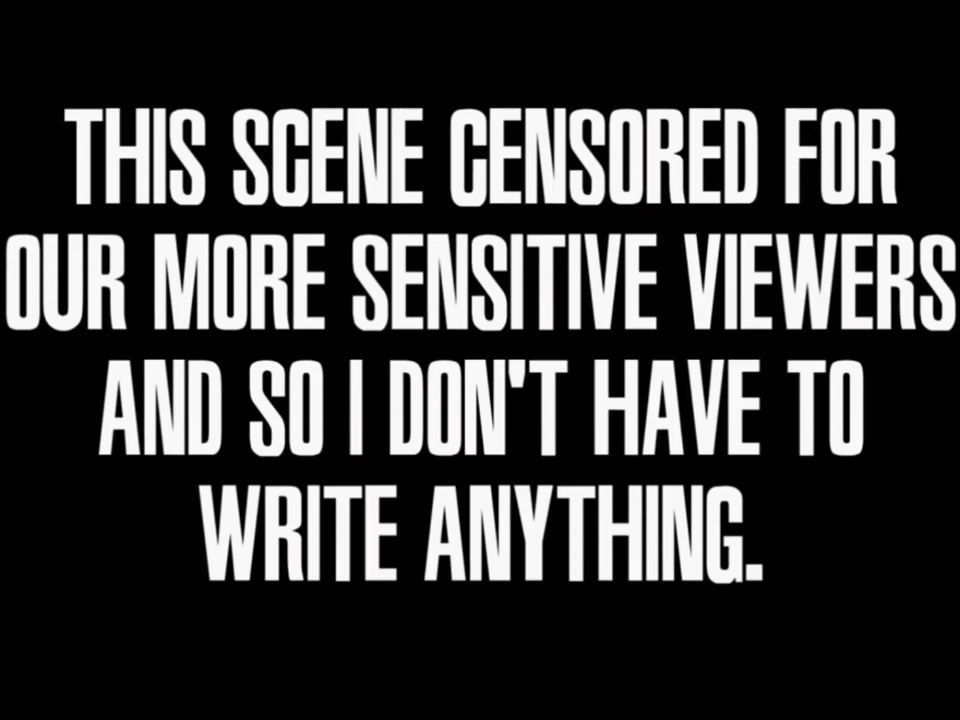 THIS SCENE CENSORED FOR
OUR MORE SENSITIVE VIEWERS
AND SO I DON'T HAVE TO
WRITE ANYTHING.